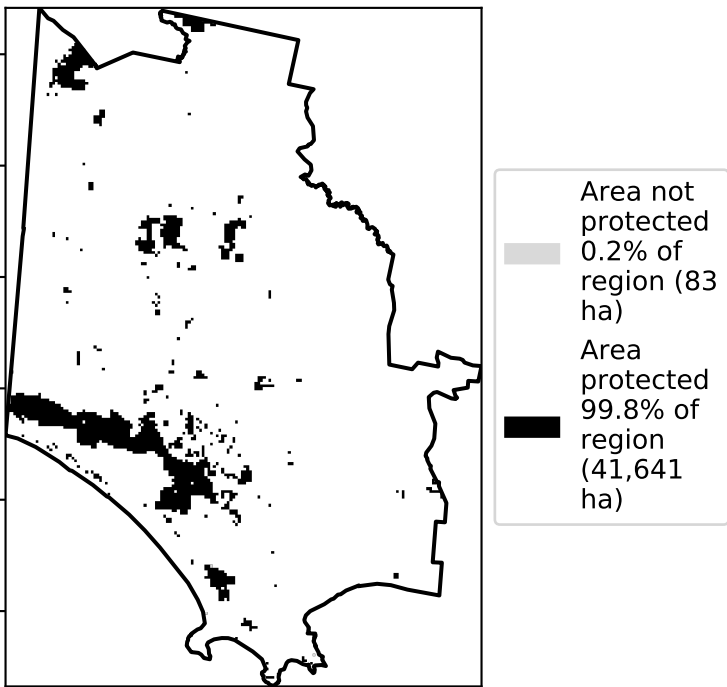 Area not
protected
0.2% of
region (83
ha)
Area
protected
99.8% of
region
(41,641
ha)